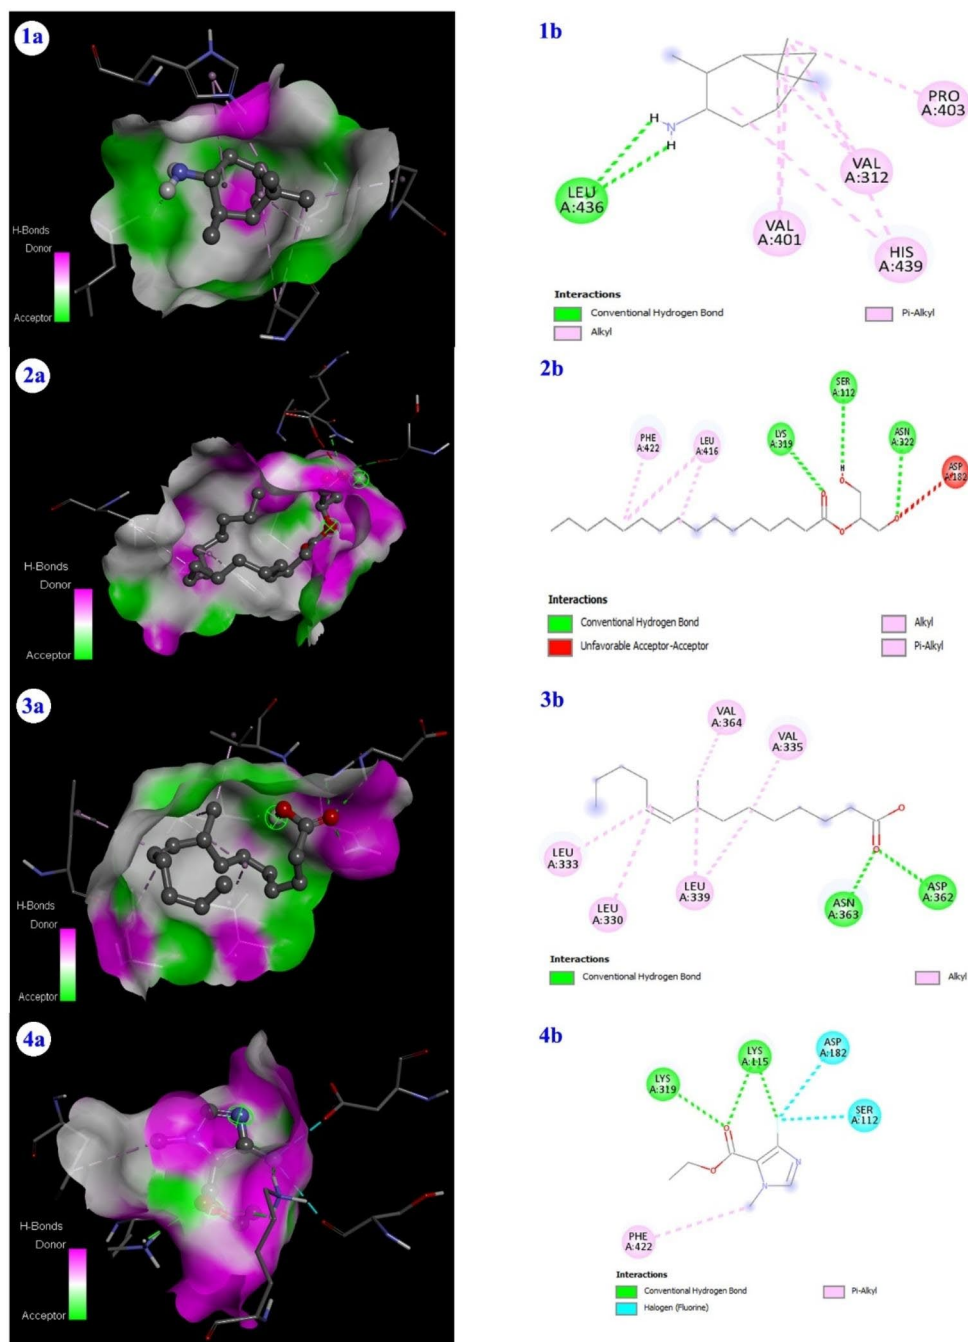 1a
H-Bonds
Donor
Acceptor
1b
H
N
H
LEU
A:436
PRO
A:403
VAL
A:312
VAL
A:401
HIS
A:439
Interactions
Conventional Hydrogen Bond
Pi-Alkyl
Alkyl
2a
H-Bonds
Donor
Acceptor
2b
SER
A:112
PHE
A:422
LEU
A:416
LYS
A:319
ASN
A:322
ASP
A:182
H
O
O
O
O
Interactions
Conventional Hydrogen Bond
Alkyl
Unfavorable Acceptor-Acceptor
Pi-Alkyl
3a
H-Bonds
Donor
Acceptor
3b
VAL
A:364
VAL
A:335
O
O
LEU
A:333
LEU
A:330
LEU
A:339
ASN
A:363
ASP
A:362
Interactions
Conventional Hydrogen Bond
Alkyl
4a
H-Bonds
Donor
Acceptor
4b
LYS
A:319
LYS
A:115
ASP
A:182
SER
A:112
O
O
N
N
PHE
A:422
Interactions
Conventional Hydrogen Bond
Pi-Alkyl
Halogen (Fluorine)